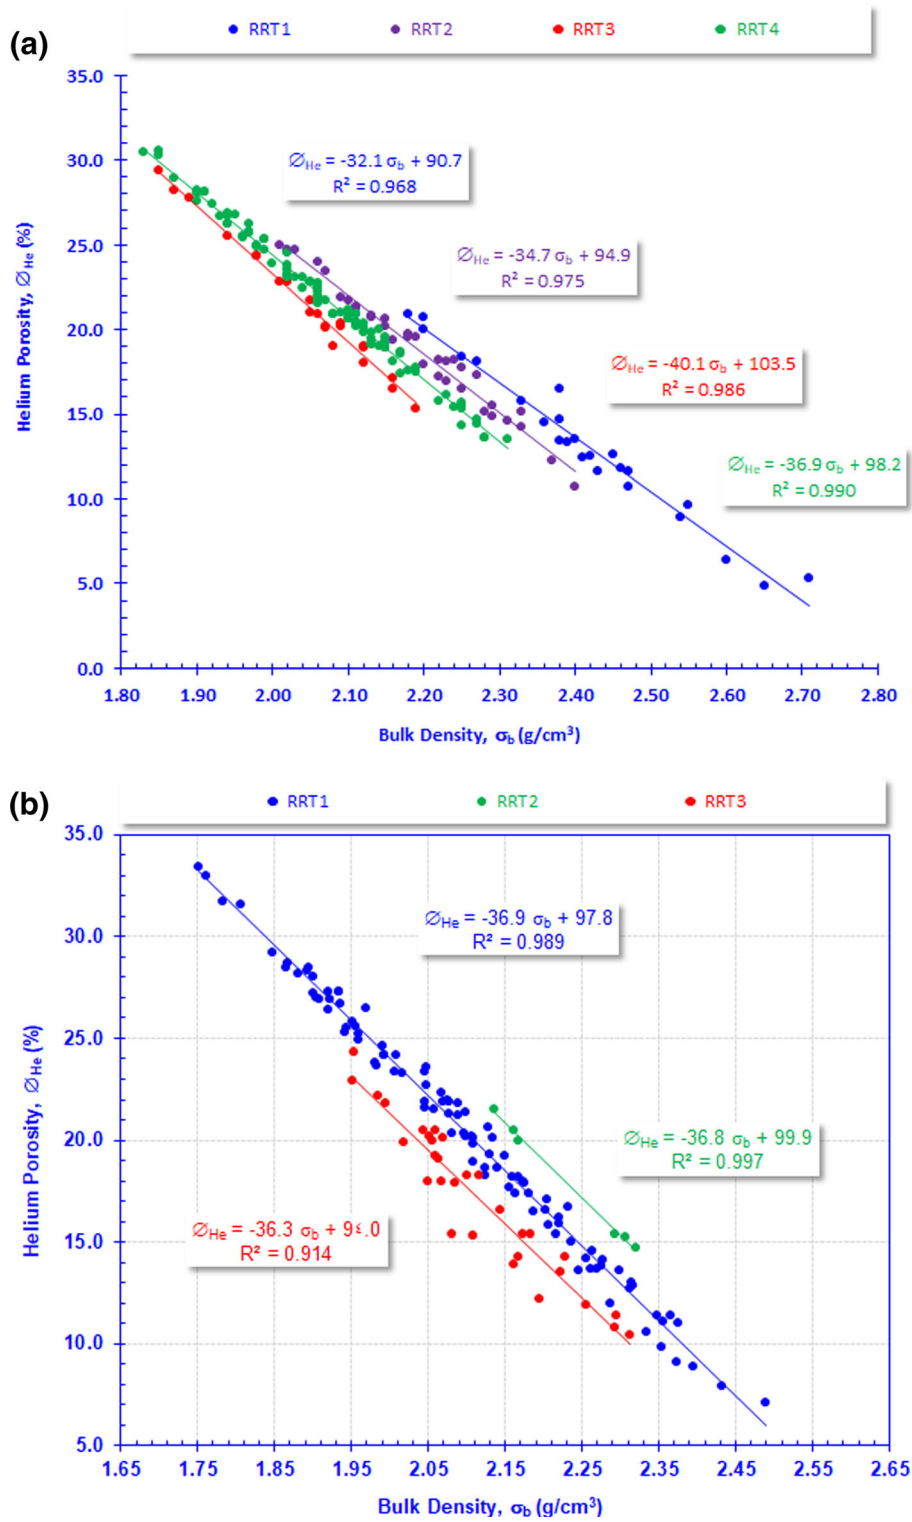 (a)
RRT1 RRT2 RRT3 RRT4
35.0
30.0
25.0
20.0
15.0
10.0
5.0
0.0
Helium Porosity, ∅He (%)
∅He = -32.1 σb + 90.7
R² = 0.968
∅He = -34.7 σb + 94.9
R² = 0.975
∅He = -40.1 σb + 103.5
R² = 0.986
∅He = -36.9 σb + 98.2
R² = 0.990
1.80 1.90 2.00 2.10 2.20 2.30 2.40 2.50 2.60 2.70 2.80
Bulk Density, σb (g/cm³)
(b)
RRT1 RRT2 RRT3
35.0
30.0
25.0
20.0
15.0
10.0
5.0
Helium Porosity, ∅He (%)
∅He = -36.9 σb + 97.8
R² = 0.989
∅He = -36.8 σb + 99.9
R² = 0.997
∅He = -36.3 σb +
R² = 0.914
1.65 1.75 1.85 1.95 2.05 2.15 2.25 2.35 2.45 2.55 2.65
Bulk Density, σb (g/cm³)